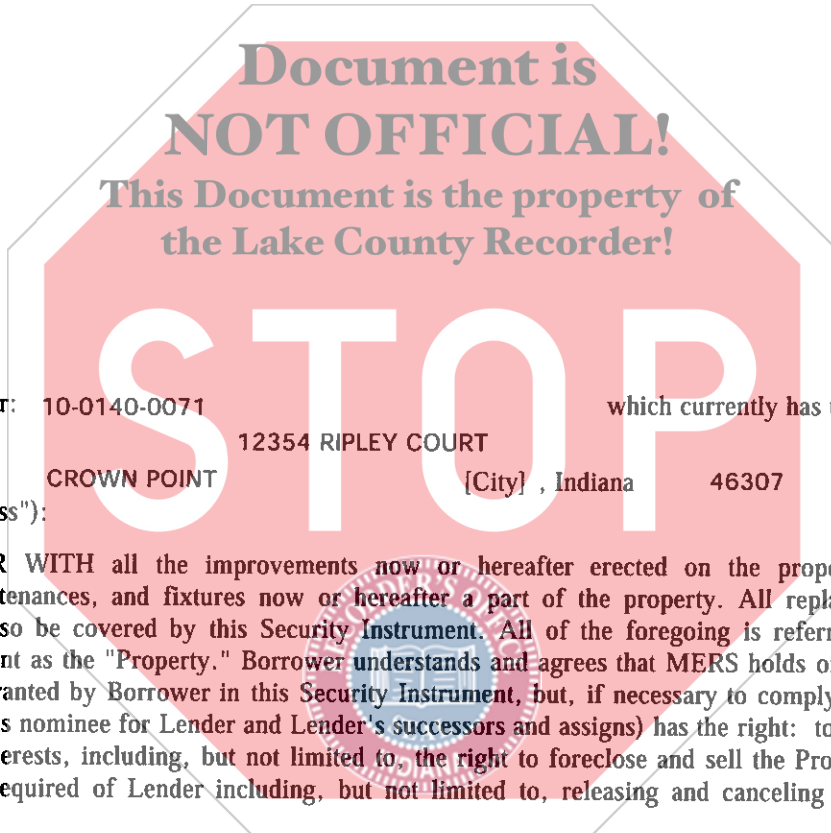 Document is
NOT OFFICIAL!
This Document is the property of
the Lake County Recorder!
STOP
r: 10-0140-0071 which currently has
12354 RIPLEY COURT
CROWN POINT [City] , Indiana 46307
ss"):
R WITH all the improvements now or hereafter erected on the prope
tenances, and fixtures now or hereafter a part of the property. All repla
so be covered by this Security Instrument. All of the foregoing is referr
nt as the "Property." Borrower understands and agrees that MERS holds o
ranted by Borrower in this Security Instrument, but, if necessary to comply
s nominee for Lender and Lender's successors and assigns) has the right: to
erests, including, but not limited to, the right to foreclose and sell the Pro
equired of Lender including, but not limited to, releasing and canceling